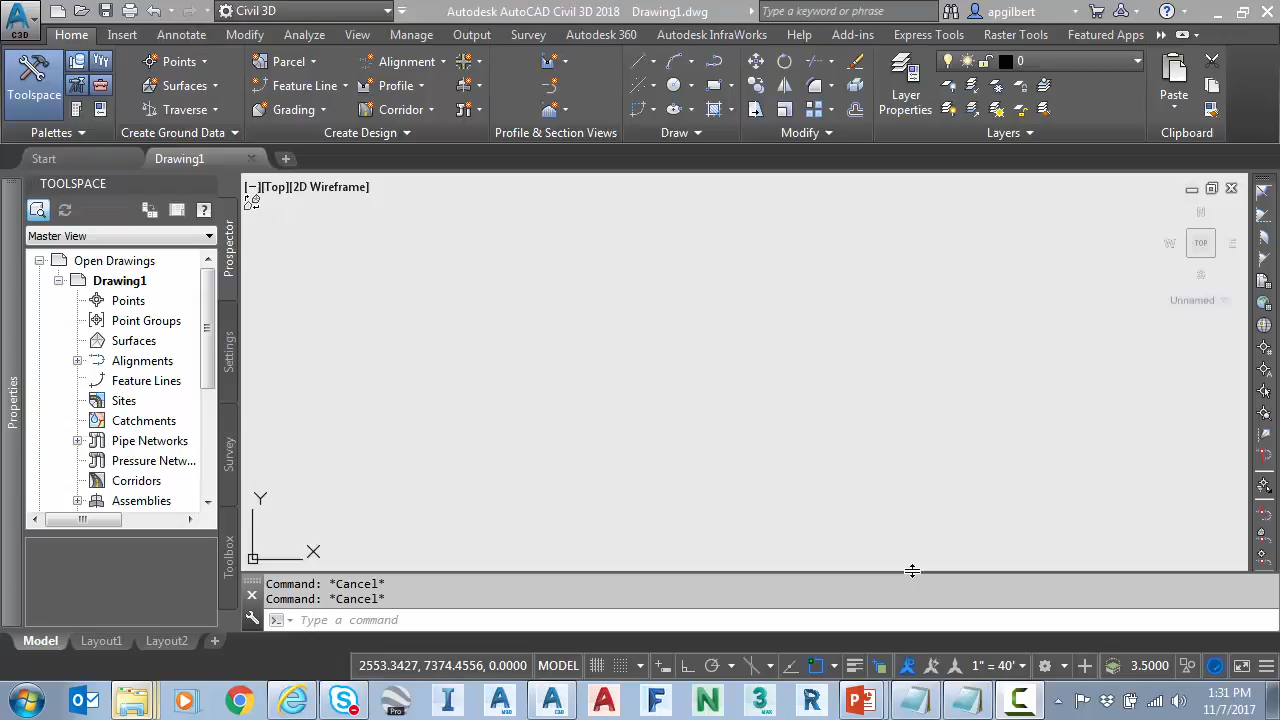 C3D
Civil 3D
Autodesk AutoCAD Civil 3D 2018 Drawing1.dwg
Type a keyword or phrase
apgilbert
Home Insert Annotate Modify Analyze View Manage Output Survey Autodesk 360 Autodesk InfraWorks Help Add-ins Express Tools Raster Tools Featured Apps
Toolspace
Points
Surfaces
Traverse
Parcel
Feature Line
Grading
Alignment
Profile
Corridor
Layer
Properties
0
Paste
Palettes Create Ground Data Create Design Profile & Section Views Draw Modify Layers Clipboard
Start Drawing1
TOOLSPACE
[−][Top][2D Wireframe]
Master View
Open Drawings
Drawing1
Points
Point Groups
Surfaces
Alignments
Feature Lines
Sites
Catchments
Pipe Networks
Pressure Netw...
Corridors
Assemblies
Prospector
Settings
Survey
Toolbox
Properties
N
W TOP E
S
Unnamed
Y
X
Command: *Cancel*
Command: *Cancel*
Type a command
Model Layout1 Layout2
2553.3427, 7374.4556, 0.0000 MODEL 1" = 40' 3.5000
Pro
1:31 PM
11/7/2017